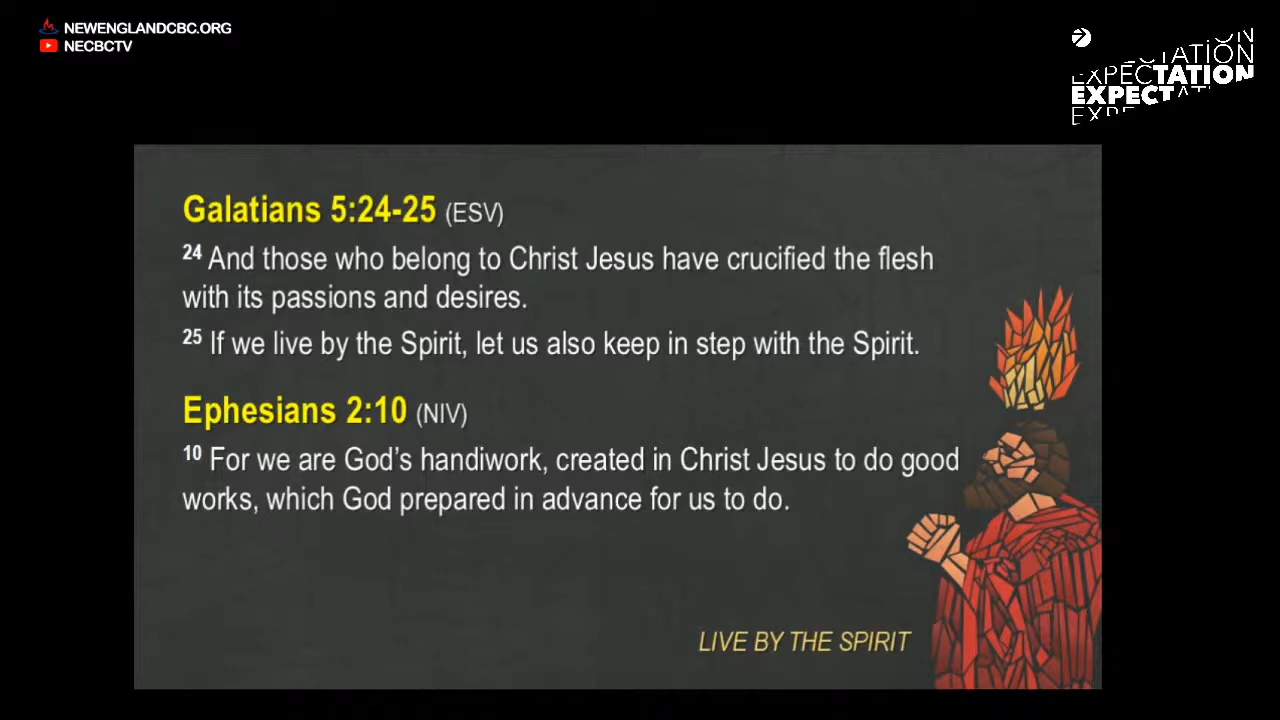 NEWENGLANDCBC.ORG
NECBCTV
EXPECTATION
EXPECTATION
EXPECTATION
Galatians 5:24-25 (ESV)
24 And those who belong to Christ Jesus have crucified the flesh
with its passions and desires.
25 If we live by the Spirit, let us also keep in step with the Spirit.
Ephesians 2:10 (NIV)
10 For we are God's handiwork, created in Christ Jesus to do good
works, which God prepared in advance for us to do.
LIVE BY THE SPIRIT